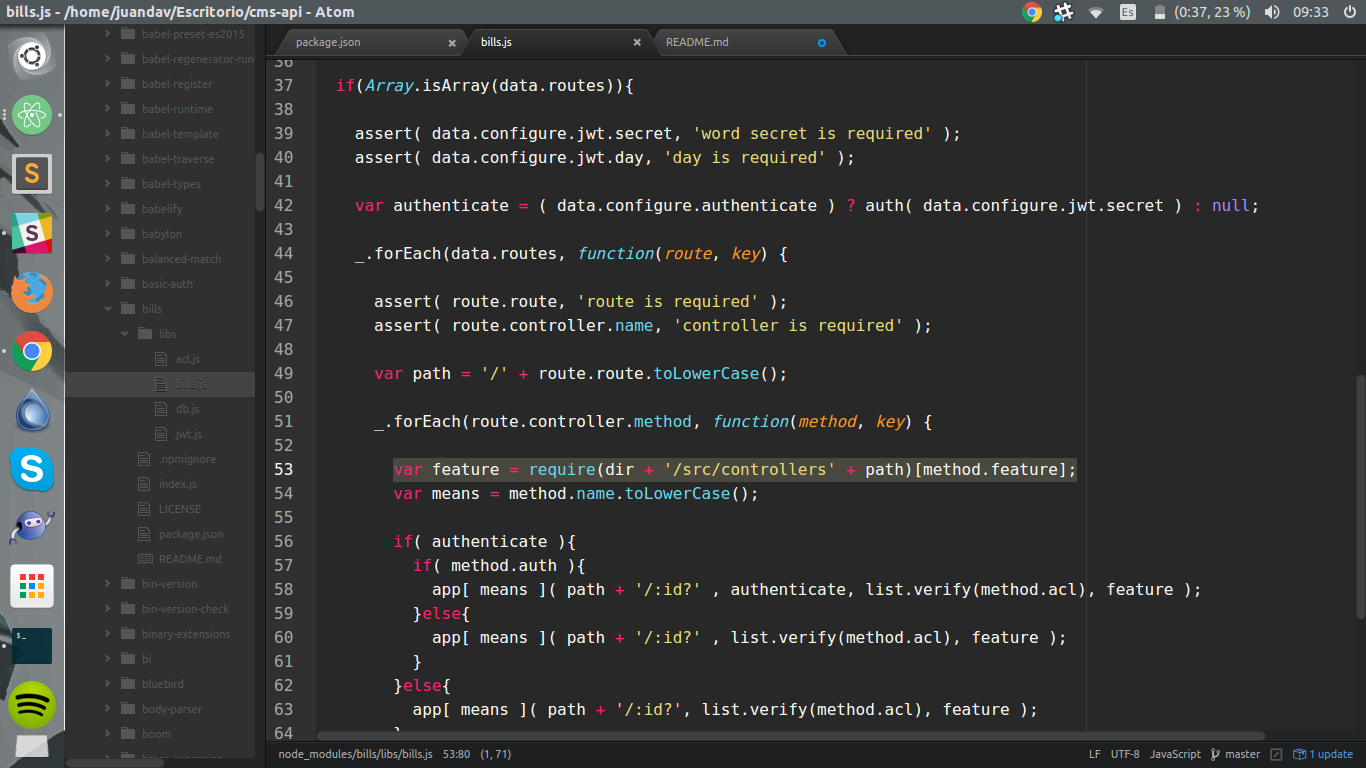 bills.js - /home/juandav/Escritorio/cms-api - Atom
Es
(0:37, 23 %)
09:33
babel-preset-es2015
babel-regenerator-run
babel-register
babel-runtime
babel-template
babel-traverse
babel-types
babelify
babylon
balanced-match
basic-auth
bills
libs
acl.js
bills.js
db.js
jwt.js
.npmignore
index.js
LICENSE
package.json
README.md
bin-version
bin-version-check
binary-extensions
bl
bluebird
body-parser
boom
package.json
bills.js
README.md
36
37 if(Array.isArray(data.routes)){
38
39 assert( data.configure.jwt.secret, 'word secret is required' );
40 assert( data.configure.jwt.day, 'day is required' );
41
42 var authenticate = ( data.configure.authenticate ) ? auth( data.configure.jwt.secret ) : null;
43
44 _.forEach(data.routes, function(route, key) {
45
46 assert( route.route, 'route is required' );
47 assert( route.controller.name, 'controller is required' );
48
49 var path = '/' + route.route.toLowerCase();
50
51 _.forEach(route.controller.method, function(method, key) {
52
53 var feature = require(dir + '/src/controllers' + path)[method.feature];
54 var means = method.name.toLowerCase();
55
56 if( authenticate ){
57 if( method.auth ){
58 app[ means ]( path + '/:id?' , authenticate, list.verify(method.acl), feature );
59 }else{
60 app[ means ]( path + '/:id?' , list.verify(method.acl), feature );
61 }
62 }else{
63 app[ means ]( path + '/:id?', list.verify(method.acl), feature );
64 }
node_modules/bills/libs/bills.js 53:80 (1, 71)
LF UTF-8 JavaScript master 1 update